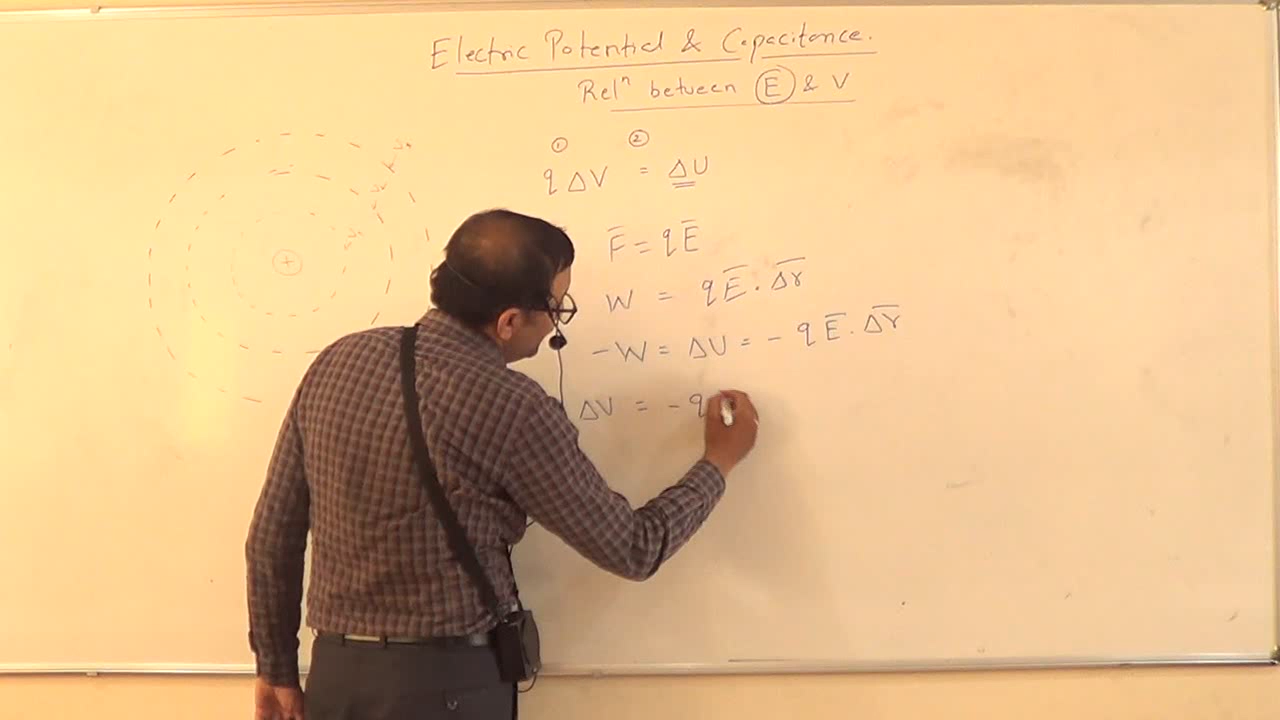 Electric Potential & Capacitance.
Relⁿ between E & V
① ②
q ΔV = ΔU
F̅ = qE̅
W = qE̅ . Δr̅
-W = ΔU = - qE̅ . Δr̅
ΔV = - q
+